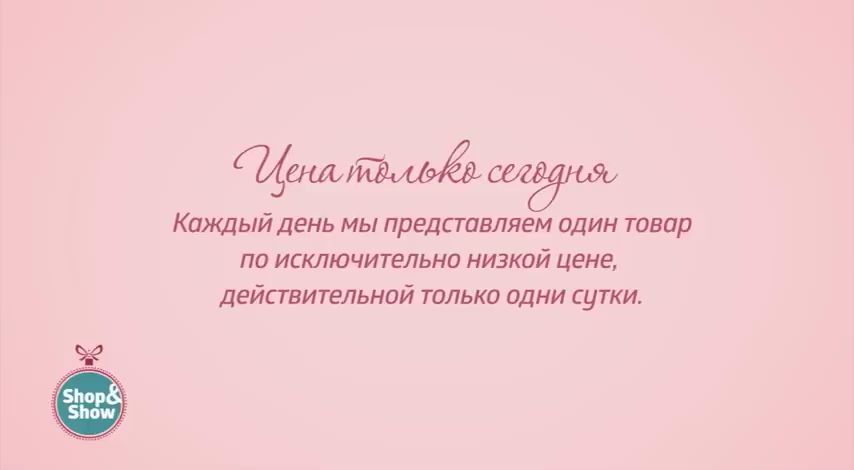 Цена только сегодня
Каждый день мы представляем один товар
по исключительно низкой цене,
действительной только одни сутки.
Shop&
Show